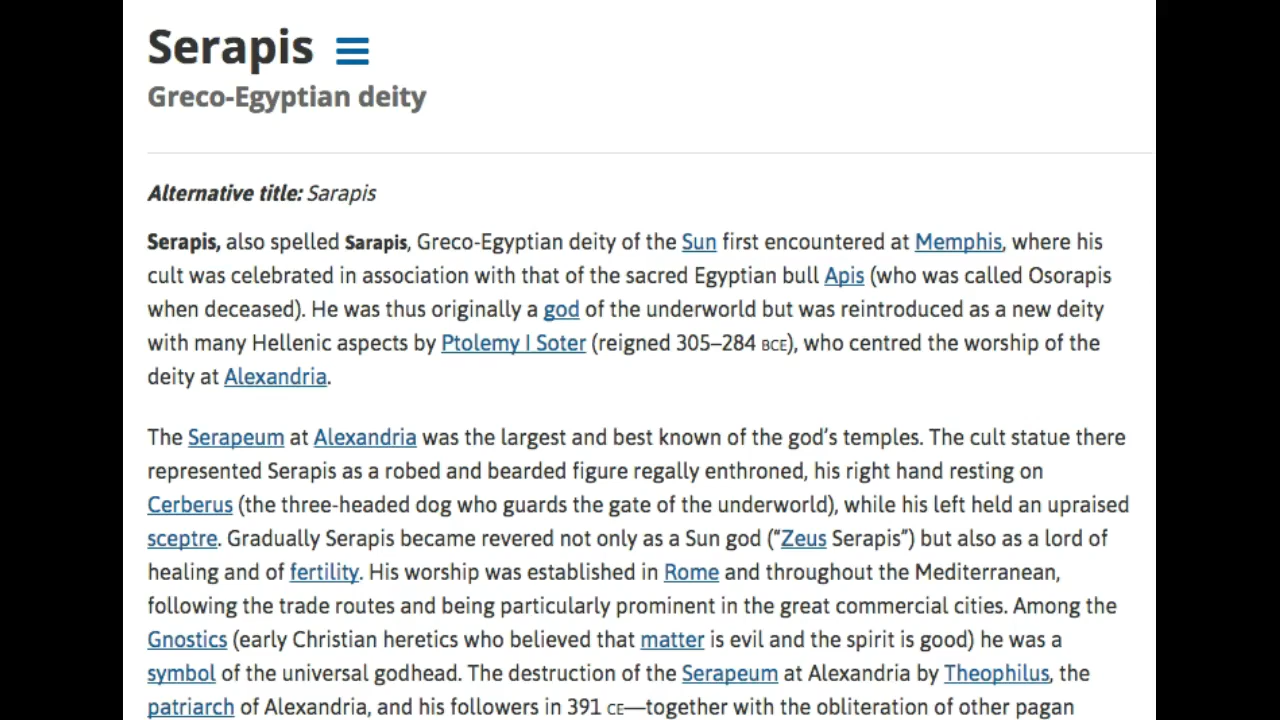 Serapis
Greco-Egyptian deity
Alternative title: Sarapis
Serapis, also spelled Sarapis, Greco-Egyptian deity of the Sun first encountered at Memphis, where his
cult was celebrated in association with that of the sacred Egyptian bull Apis (who was called Osorapis
when deceased). He was thus originally a god of the underworld but was reintroduced as a new deity
with many Hellenic aspects by Ptolemy I Soter (reigned 305–284 BCE), who centred the worship of the
deity at Alexandria.
The Serapeum at Alexandria was the largest and best known of the god’s temples. The cult statue there
represented Serapis as a robed and bearded figure regally enthroned, his right hand resting on
Cerberus (the three-headed dog who guards the gate of the underworld), while his left held an upraised
sceptre. Gradually Serapis became revered not only as a Sun god (“Zeus Serapis”) but also as a lord of
healing and of fertility. His worship was established in Rome and throughout the Mediterranean,
following the trade routes and being particularly prominent in the great commercial cities. Among the
Gnostics (early Christian heretics who believed that matter is evil and the spirit is good) he was a
symbol of the universal godhead. The destruction of the Serapeum at Alexandria by Theophilus, the
patriarch of Alexandria, and his followers in 391 CE—together with the obliteration of other pagan